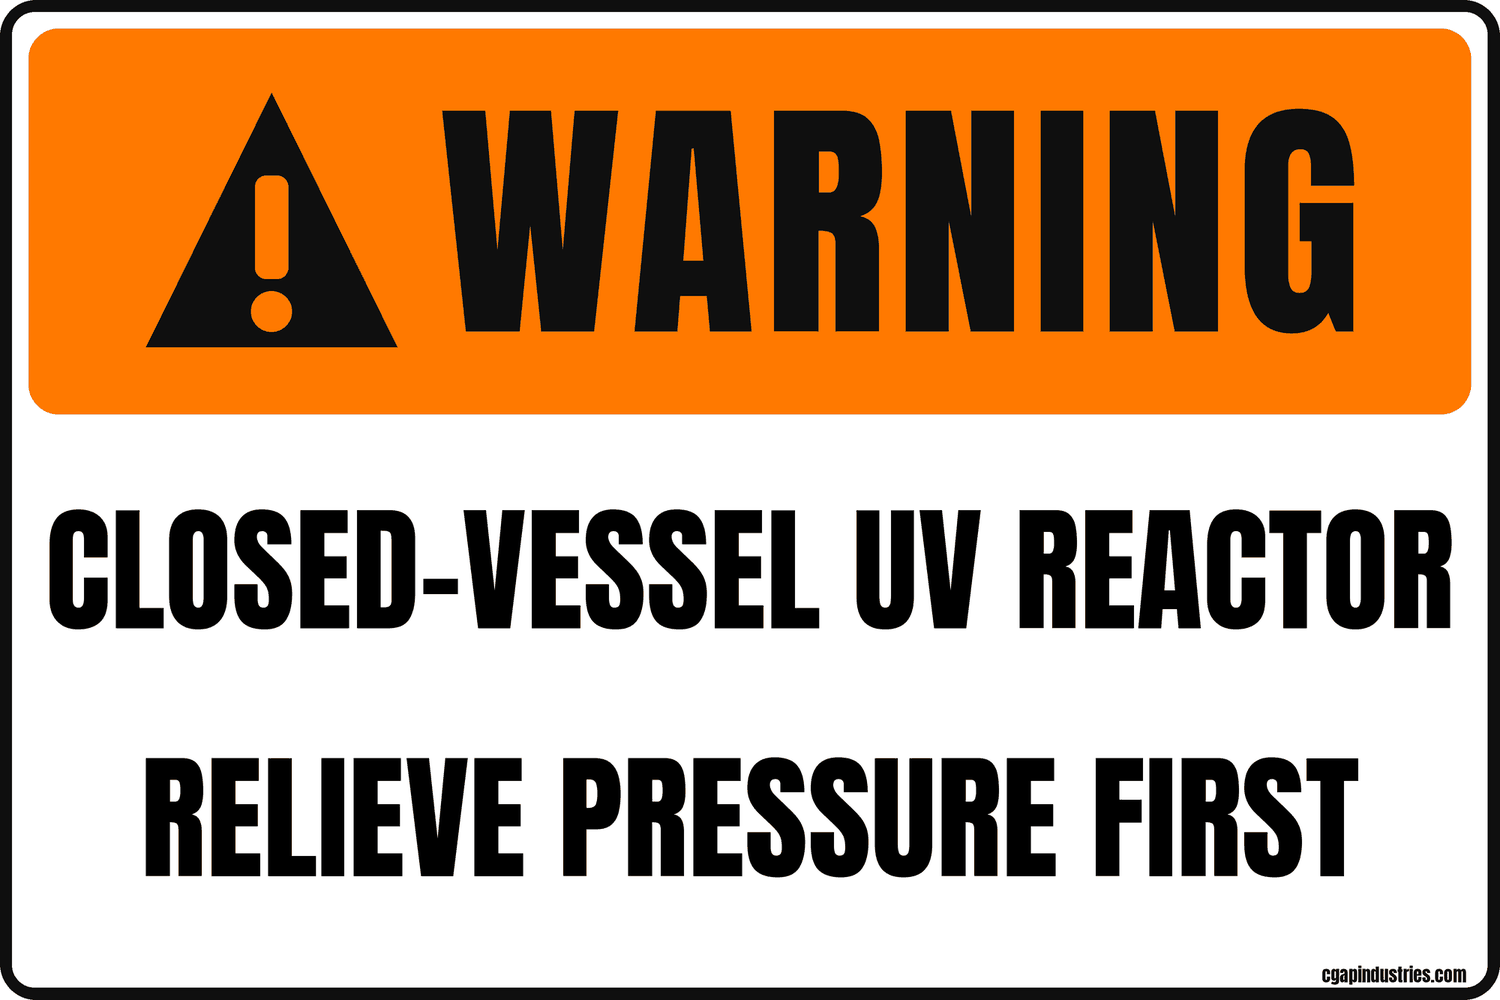 WARNING
CLOSED-VESSEL UV REACTOR
RELIEVE PRESSURE FIRST
cgapindustries.com